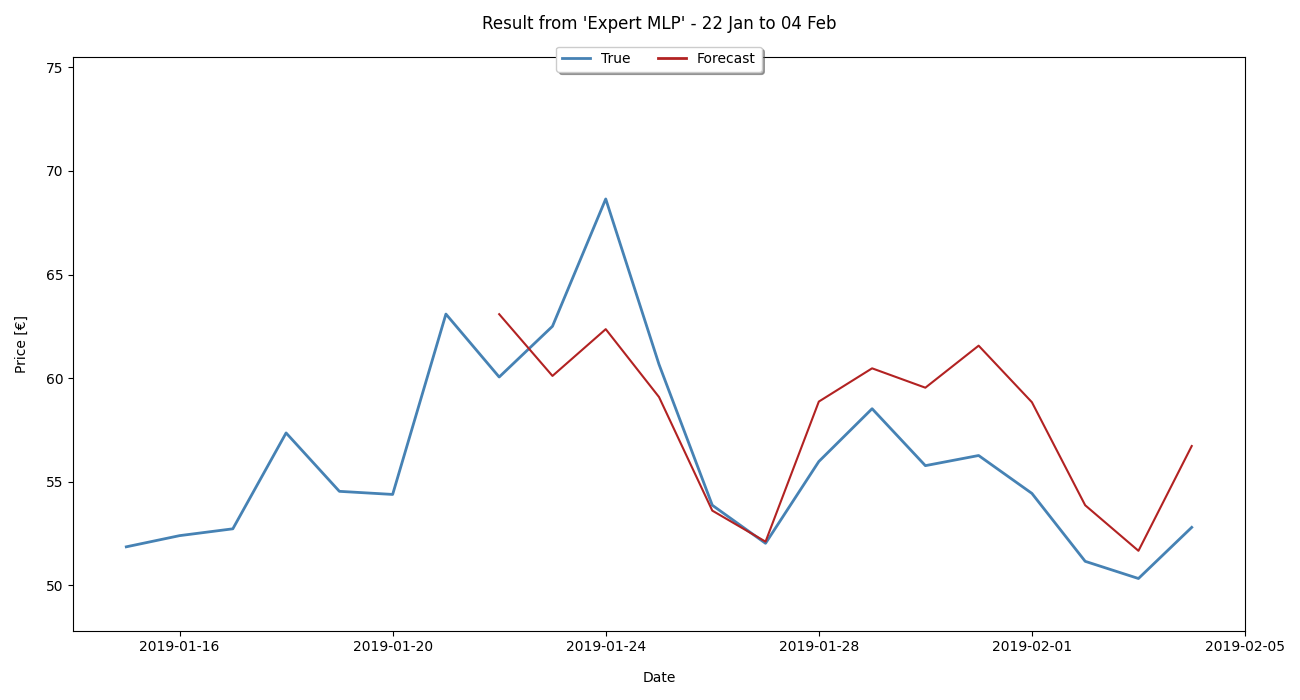 Result from 'Expert MLP' - 22 Jan to 04 Feb
True Forecast
75
70
65
60
55
50
Price [€]
2019-01-16 2019-01-20 2019-01-24 2019-01-28 2019-02-01 2019-02-05
Date